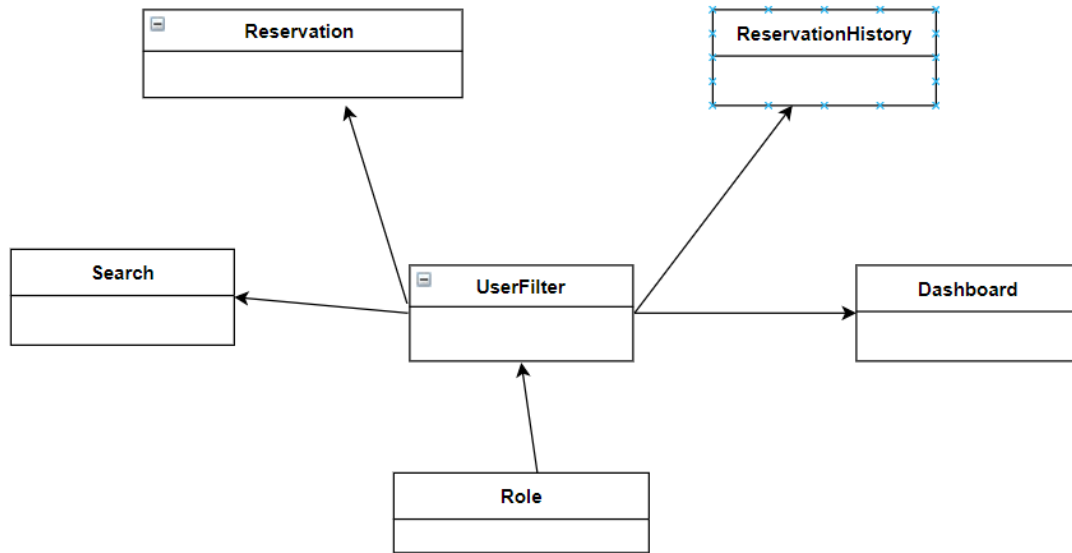 Reservation
ReservationHistory
Search
UserFilter
Dashboard
Role